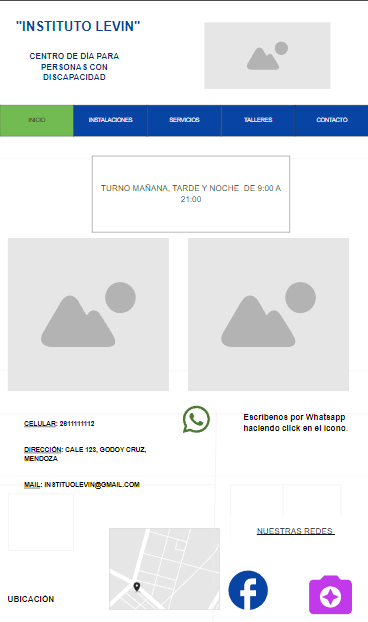 "INSTITUTO LEVIN"
CENTRO DE DÍA PARA
PERSONAS CON
DISCAPACIDAD
INICIO
INSTALACIONES
SERVICIOS
TALLERES
CONTACTO
TURNO MAÑANA, TARDE Y NOCHE DE 9:00 A
21:00
CELULAR: 2611111112
Escribenos por Whatsapp
haciendo click en el icono.
DIRECCIÓN: CALE 123, GODOY CRUZ,
MENDOZA
MAIL: INSTITUOLEVIN@GMAIL.COM
NUESTRAS REDES
UBICACIÓN